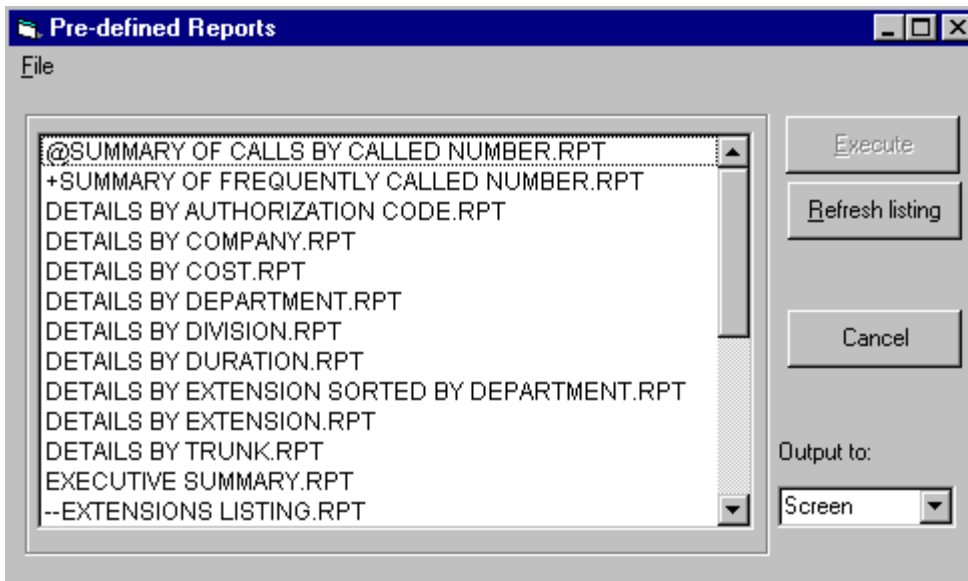 Pre-defined Reports
File
@SUMMARY OF CALLS BY CALLED NUMBER.RPT
+SUMMARY OF FREQUENTLY CALLED NUMBER.RPT
DETAILS BY AUTHORIZATION CODE.RPT
DETAILS BY COMPANY.RPT
DETAILS BY COST.RPT
DETAILS BY DEPARTMENT.RPT
DETAILS BY DIVISION.RPT
DETAILS BY DURATION.RPT
DETAILS BY EXTENSION SORTED BY DEPARTMENT.RPT
DETAILS BY EXTENSION.RPT
DETAILS BY TRUNK.RPT
EXECUTIVE SUMMARY.RPT
--EXTENSIONS LISTING.RPT
Execute
Refresh listing
Cancel
Output to:
Screen